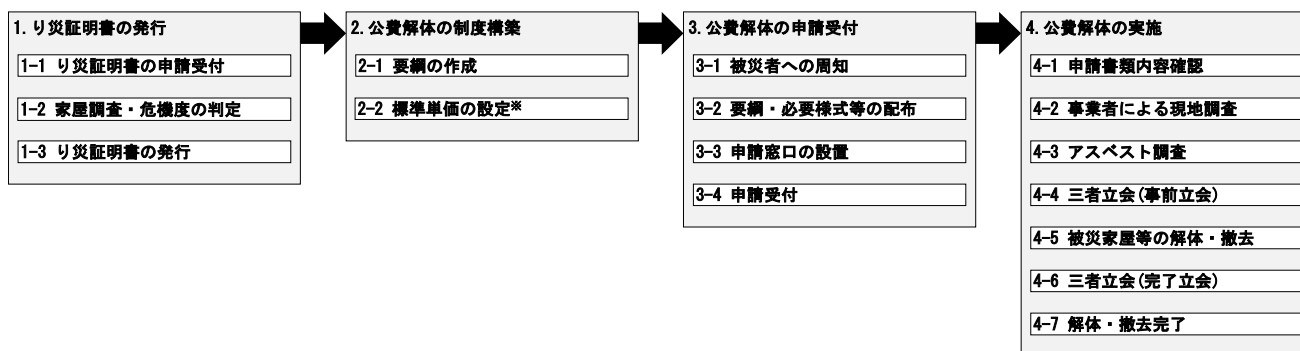 1. り災証明書の発行
1-1 り災証明書の申請受付
1-2 家屋調査・危機度の判定
1-3 り災証明書の発行
2. 公費解体の制度構築
2-1 要綱の作成
2-2 標準単価の設定※
3. 公費解体の申請受付
3-1 被災者への周知
3-2 要綱・必要様式等の配布
3-3 申請窓口の設置
3-4 申請受付
4. 公費解体の実施
4-1 申請書類内容確認
4-2 事業者による現地調査
4-3 アスベスト調査
4-4 三者立会(事前立会)
4-5 被災家屋等の解体・撤去
4-6 三者立会(完了立会)
4-7 解体・撤去完了